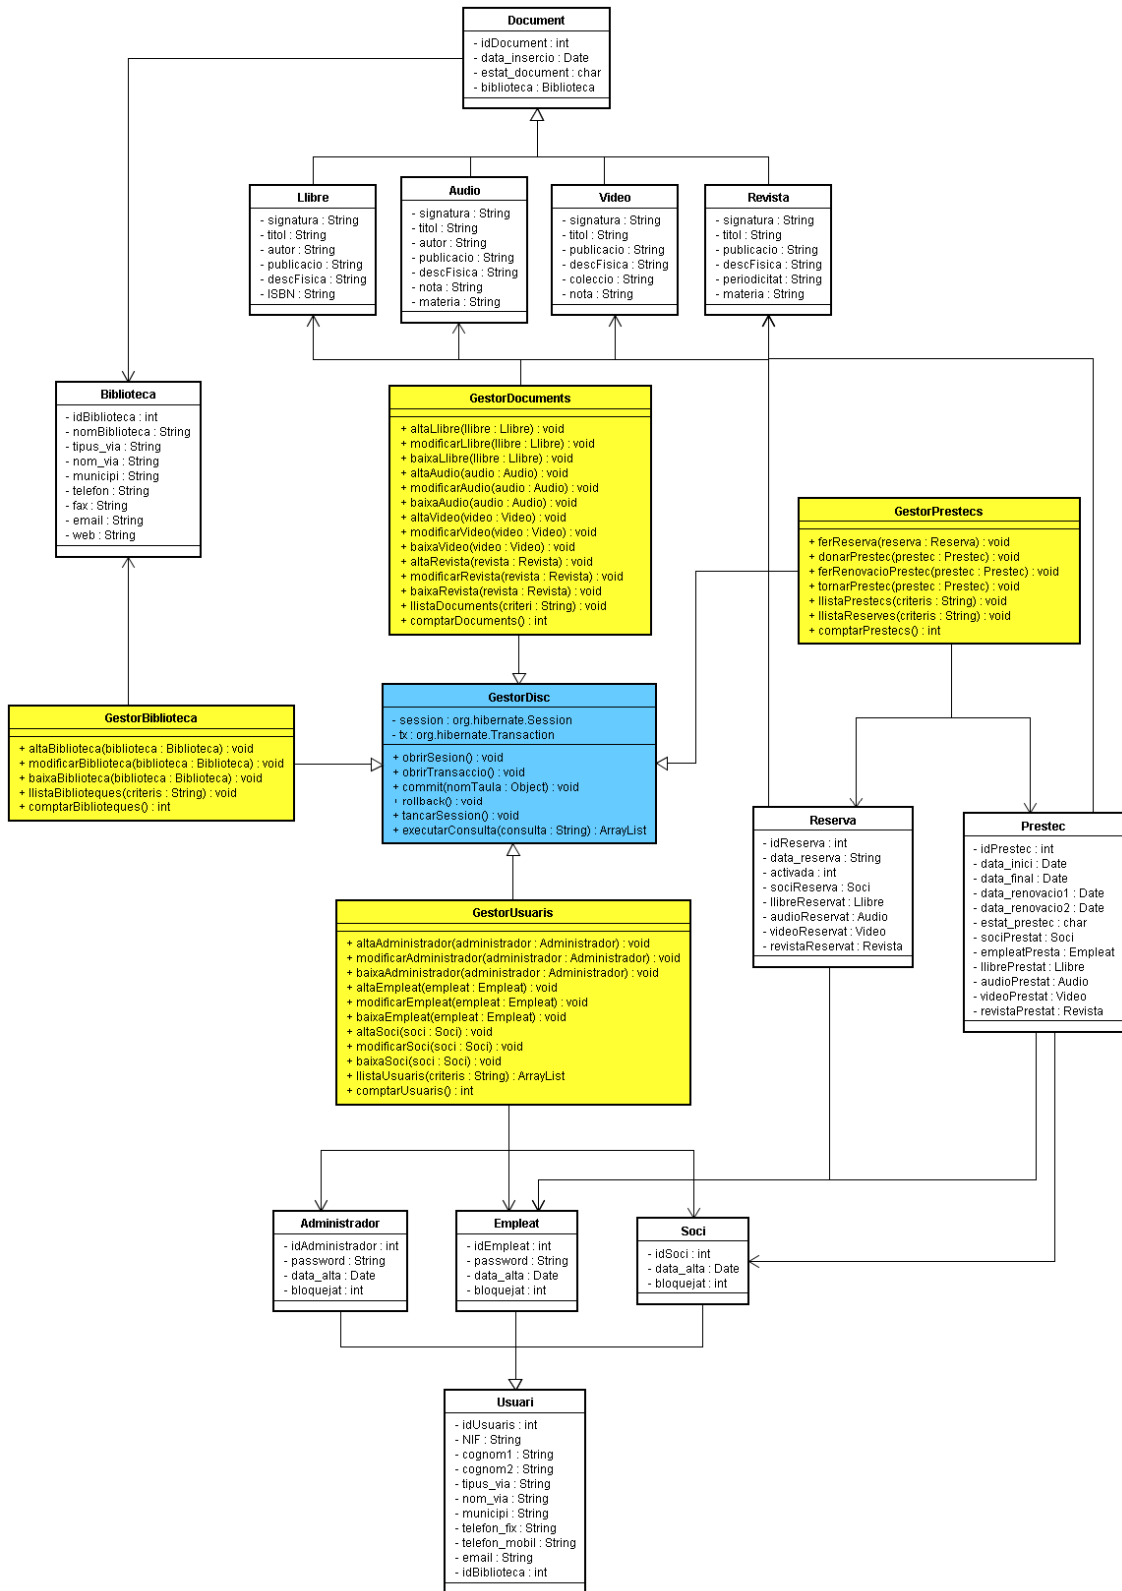 Document
- idDocument : int
- data_insercio : Date
- estat_document : char
- biblioteca : Biblioteca
Llibre
- signatura : String
- titol : String
- autor : String
- publicacio : String
- descFisica : String
- ISBN : String
Audio
- signatura : String
- titol : String
- autor : String
- publicacio : String
- descFisica : String
- nota : String
- materia : String
Video
- signatura : String
- titol : String
- publicacio : String
- descFisica : String
- coleccio : String
- nota : String
Revista
- signatura : String
- titol : String
- publicacio : String
- descFisica : String
- periodicitat : String
- materia : String
Biblioteca
- idBiblioteca : int
- nomBiblioteca : String
- tipus_via : String
- nom_via : String
- municipi : String
- telefon : String
- fax : String
- email : String
- web : String
GestorDocuments
+ altaLlibre(llibre : Llibre) : void
+ modificarLlibre(llibre : Llibre) : void
+ baixaLlibre(llibre : Llibre) : void
+ altaAudio(audio : Audio) : void
+ modificarAudio(audio : Audio) : void
+ baixaAudio(audio : Audio) : void
+ altaVideo(video : Video) : void
+ modificarVideo(video : Video) : void
+ baixaVideo(video : Video) : void
+ altaRevista(revista : Revista) : void
+ modificarRevista(revista : Revista) : void
+ baixaRevista(revista : Revista) : void
+ llistaDocuments(criteri : String) : void
+ comptarDocuments() : int
GestorPrestecs
+ ferReserva(reserva : Reserva) : void
+ donarPrestec(prestec : Prestec) : void
+ ferRenovacioPrestec(prestec : Prestec) : void
+ tornarPrestec(prestec : Prestec) : void
+ llistaPrestecs(criteris : String) : void
+ llistaReserves(criteris : String) : void
+ comptarPrestecs() : int
GestorBiblioteca
+ altaBiblioteca(biblioteca : Biblioteca) : void
+ modificarBiblioteca(biblioteca : Biblioteca) : void
+ baixaBiblioteca(biblioteca : Biblioteca) : void
+ llistaBiblioteques(criteris : String) : void
+ comptarBiblioteques() : int
GestorDisc
- session : org.hibernate.Session
- tx : org.hibernate.Transaction
+ obrirSesion() : void
+ obrirTransaccio() : void
+ commit(nomTaula : Object) : void
+ rollback() : void
+ tancarSession() : void
+ executarConsulta(consulta : String) : ArrayList
Reserva
- idReserva : int
- data_reserva : String
- activada : int
- sociReserva : Soci
- llibreReservat : Llibre
- audioReservat : Audio
- videoReservat : Video
- revistaReservat : Revista
Prestec
- idPrestec : int
- data_inici : Date
- data_final : Date
- data_renovacio1 : Date
- data_renovacio2 : Date
- estat_prestec : char
- sociPrestat : Soci
- empleatPresta : Empleat
- llibrePrestat : Llibre
- audioPrestat : Audio
- videoPrestat : Video
- revistaPrestat : Revista
GestorUsuaris
+ altaAdministrador(administrador : Administrador) : void
+ modificarAdministrador(administrador : Administrador) : void
+ baixaAdministrador(administrador : Administrador) : void
+ altaEmpleat(empleat : Empleat) : void
+ modificarEmpleat(empleat : Empleat) : void
+ baixaEmpleat(empleat : Empleat) : void
+ altaSoci(soci : Soci) : void
+ modificarSoci(soci : Soci) : void
+ baixaSoci(soci : Soci) : void
+ llistaUsuaris(criteris : String) : ArrayList
+ comptarUsuaris() : int
Administrador
- idAdministrador : int
- password : String
- data_alta : Date
- bloquejat : int
Empleat
- idEmpleat : int
- password : String
- data_alta : Date
- bloquejat : int
Soci
- idSoci : int
- data_alta : Date
- bloquejat : int
Usuari
- idUsuaris : int
- NIF : String
- cognom1 : String
- cognom2 : String
- tipus_via : String
- nom_via : String
- municipi : String
- telefon_fix : String
- telefon_mobil : String
- email : String
- idBiblioteca : int